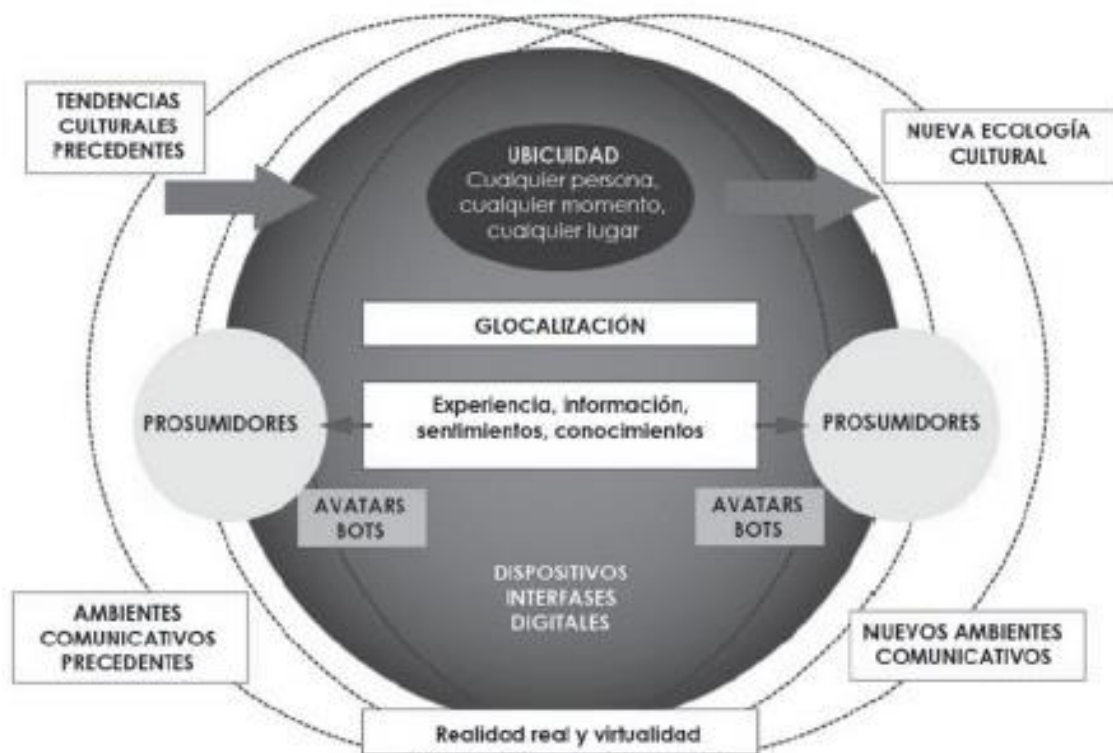 TENDENCIAS
CULTURALES
PRECEDENTES
UBICUIDAD
Cualquier persona,
cualquier momento,
cualquier lugar
NUEVA ECOLOGÍA
CULTURAL
GLOCALIZACIÓN
PROSUMIDORES
Experiencia, información,
sentimientos, conocimientos
PROSUMIDORES
AVATARS
BOTS
AVATARS
BOTS
DISPOSITIVOS
INTERFASES
DIGITALES
AMBIENTES
COMUNICATIVOS
PRECEDENTES
NUEVOS AMBIENTES
COMUNICATIVOS
Realidad real y virtualidad